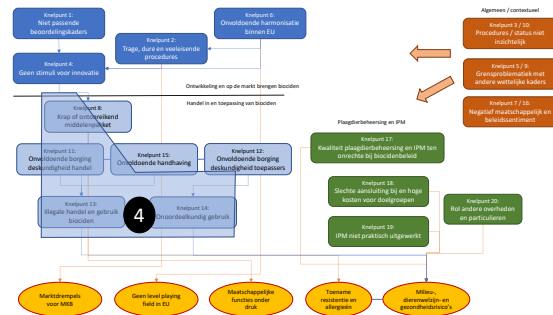 Knelpunt 1:
Niet passende
beoordelingskaders
Knelpunt 2:
Trage, dure en veeleisende
procedures
Knelpunt 6:
Onvoldoende harmonisatie
binnen EU
Algemeen / contextueel
Knelpunt 3 / 10:
Procedures / status niet
inzichtelijk
Knelpunt 4:
Geen stimuli voor innovatie
Knelpunt 5 / 9:
Grensproblematiek met
andere wettelijke kaders
Ontwikkeling en op de markt brengen biociden
Handel in en toepassing van biociden
Knelpunt 7 / 16:
Negatief maatschappelijk en
beleidssentiment
Knelpunt 8:
Krap of ontoereikend
middelenpakket
Plaagdierbeheersing en IPM
Knelpunt 17:
Kwaliteit plaagdierbeheersing en IPM ten
onrechte bij biocidenbeleid
Knelpunt 11:
Onvoldoende borging
deskundigheid handel
Knelpunt 15:
Onvoldoende handhaving
Knelpunt 12:
Onvoldoende borging
deskundigheid toepassers
Knelpunt 18:
Slechte aansluiting bij en hoge
kosten voor doelgroepen
Knelpunt 13:
Illegale handel en gebruik
biociden
4
Knelpunt 14:
Onoordeelkundig gebruik
Knelpunt 19:
IPM niet praktisch uitgewerkt
Knelpunt 20:
Rol andere overheden
en particulieren
Marktdrempels
voor MKB
Geen level playing
field in EU
Maatschappelijke
functies onder
druk
Toename
resistentie en
allergieën
Milieu-,
dierenwelzijn- en
gezondheidsrisico's